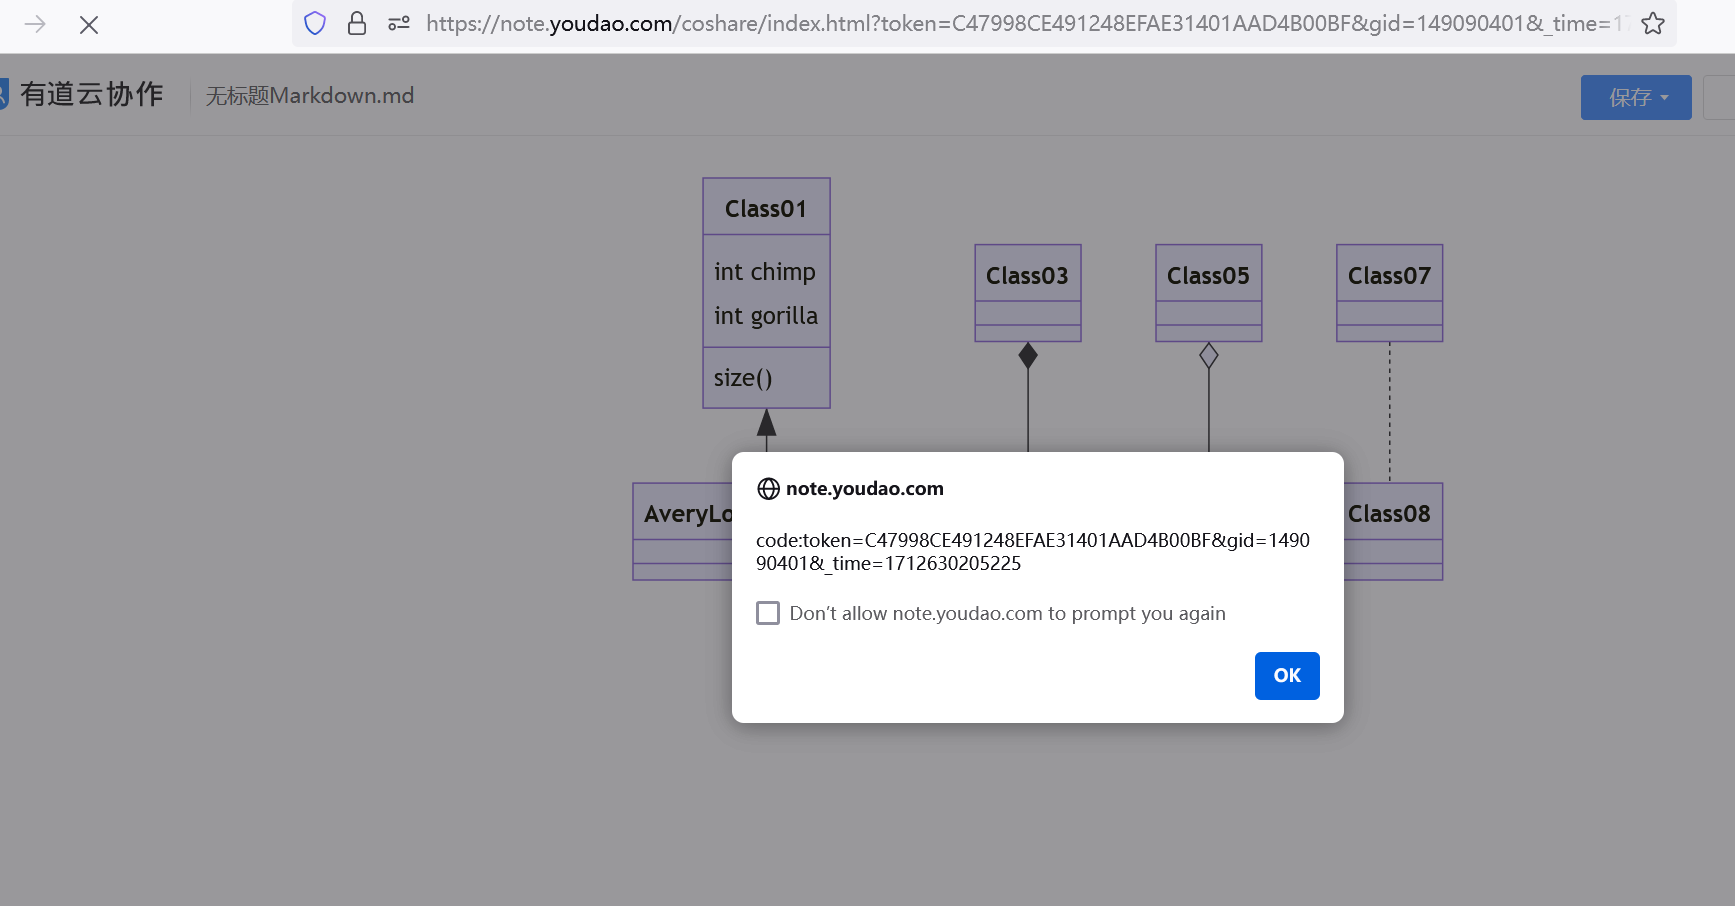 https://note.youdao.com/coshare/index.html?token=C47998CE491248EFAE31401AAD4B00BF&gid=149090401&_time=17
有道云协作
无标题Markdown.md
保存
Class01
int chimp
int gorilla
size()
Class03
Class05
Class07
AveryLo
Class08
note.youdao.com
code:token=C47998CE491248EFAE31401AAD4B00BF&gid=1490
90401&_time=1712630205225
Don’t allow note.youdao.com to prompt you again
OK